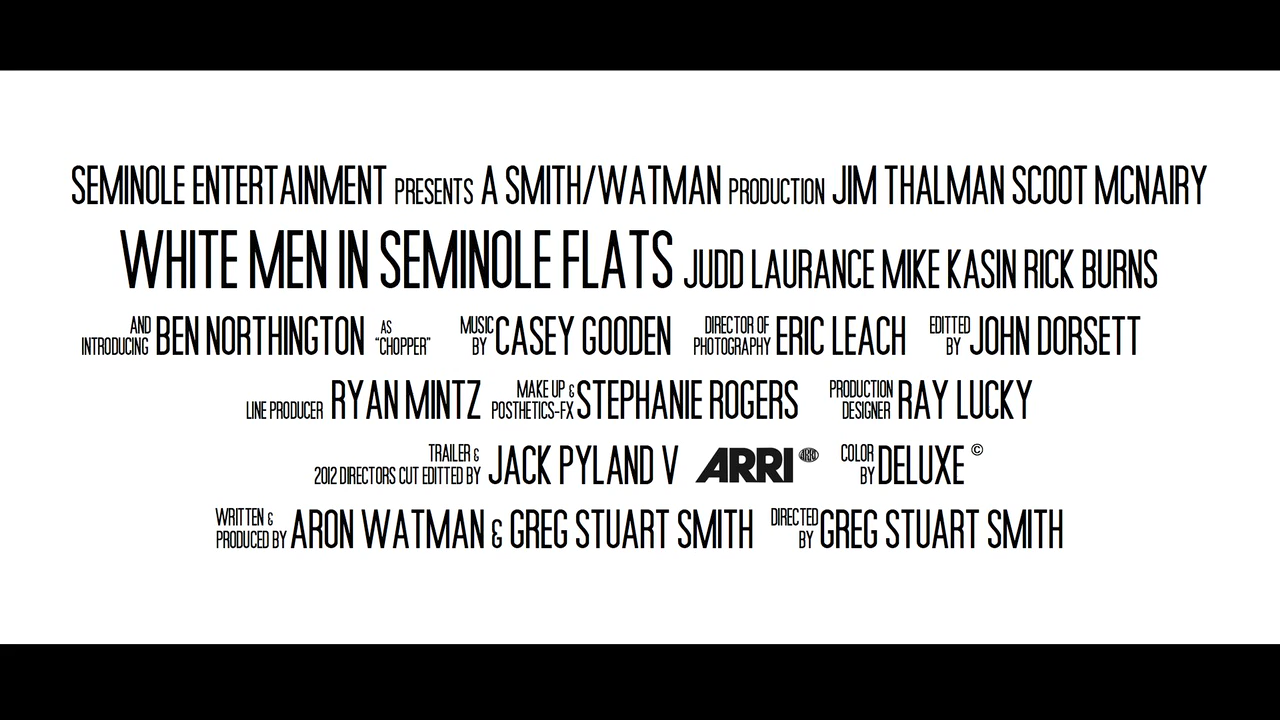 SEMINOLE ENTERTAINMENT PRESENTS A SMITH/WATMAN PRODUCTION JIM THALMAN SCOOT MCNAIRY
WHITE MEN IN SEMINOLE FLATS JUDD LAURANCE MIKE KASIN RICK BURNS
AND INTRODUCING BEN NORTHINGTON AS "CHOPPER" MUSIC BY CASEY GOODEN DIRECTOR OF PHOTOGRAPHY ERIC LEACH EDITTED BY JOHN DORSETT
LINE PRODUCER RYAN MINTZ MAKE UP & POSTHETICS-FX STEPHANIE ROGERS PRODUCTION DESIGNER RAY LUCKY
TRAILER & 2012 DIRECTORS CUT EDITTED BY JACK PYLAND V ARRI ARRI COLOR BY DELUXE ©
WRITTEN & PRODUCED BY ARON WATMAN & GREG STUART SMITH DIRECTED BY GREG STUART SMITH